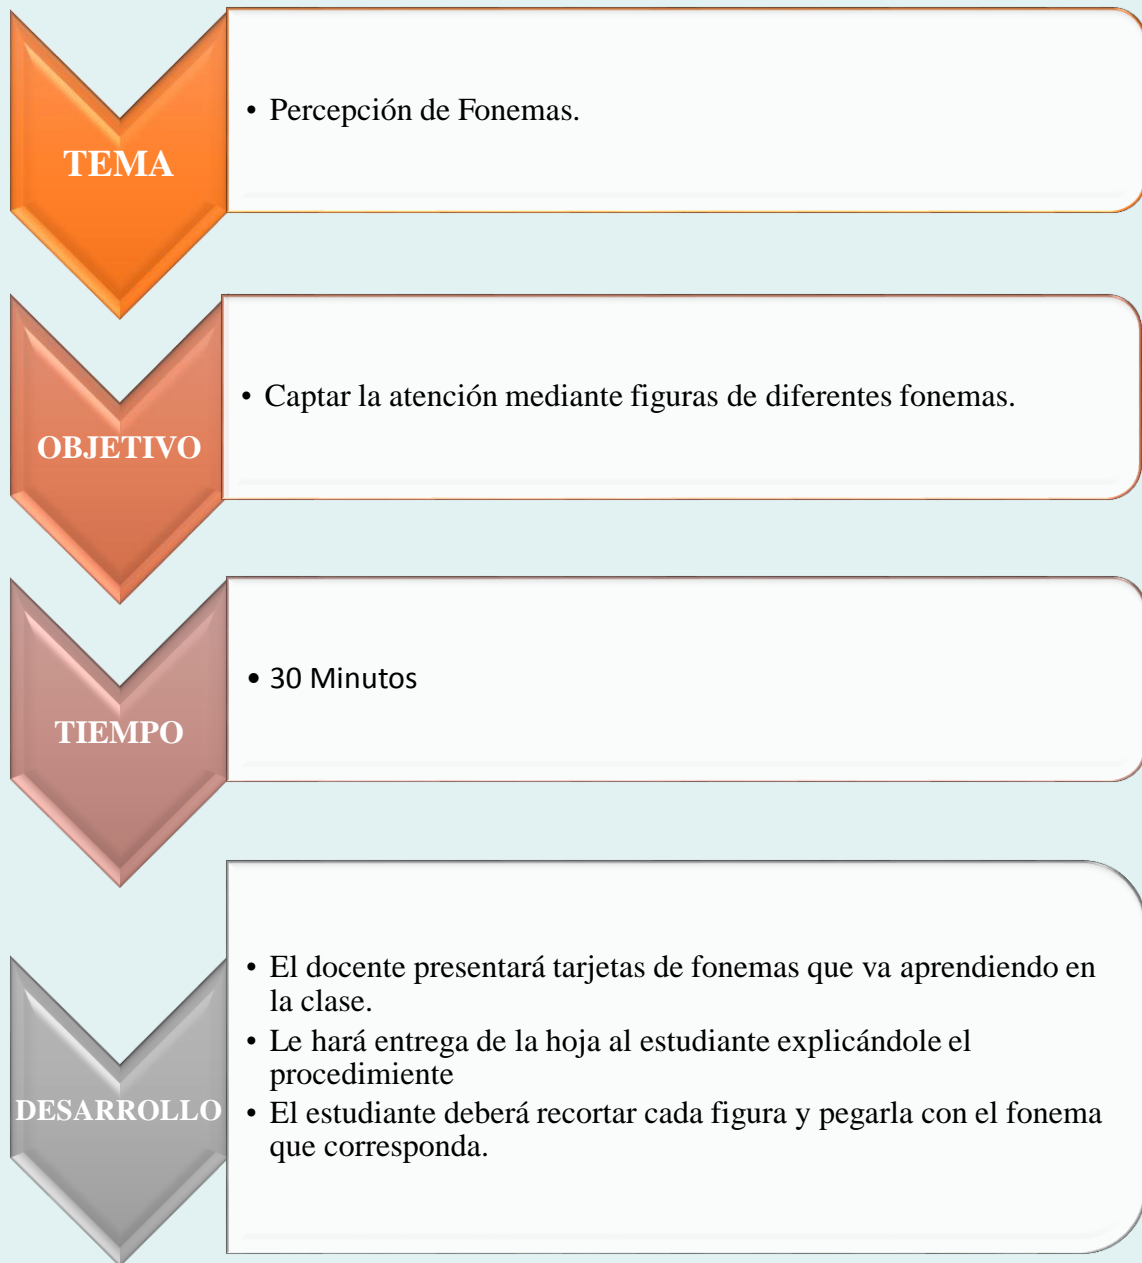 TEMA
• Percepción de Fonemas.
OBJETIVO
• Captar la atención mediante figuras de diferentes fonemas.
TIEMPO
• 30 Minutos
DESARROLLO
• El docente presentará tarjetas de fonemas que va aprendiendo en
la clase.
• Le hará entrega de la hoja al estudiante explicándole el
procedimiente
• El estudiante deberá recortar cada figura y pegarla con el fonema
que corresponda.